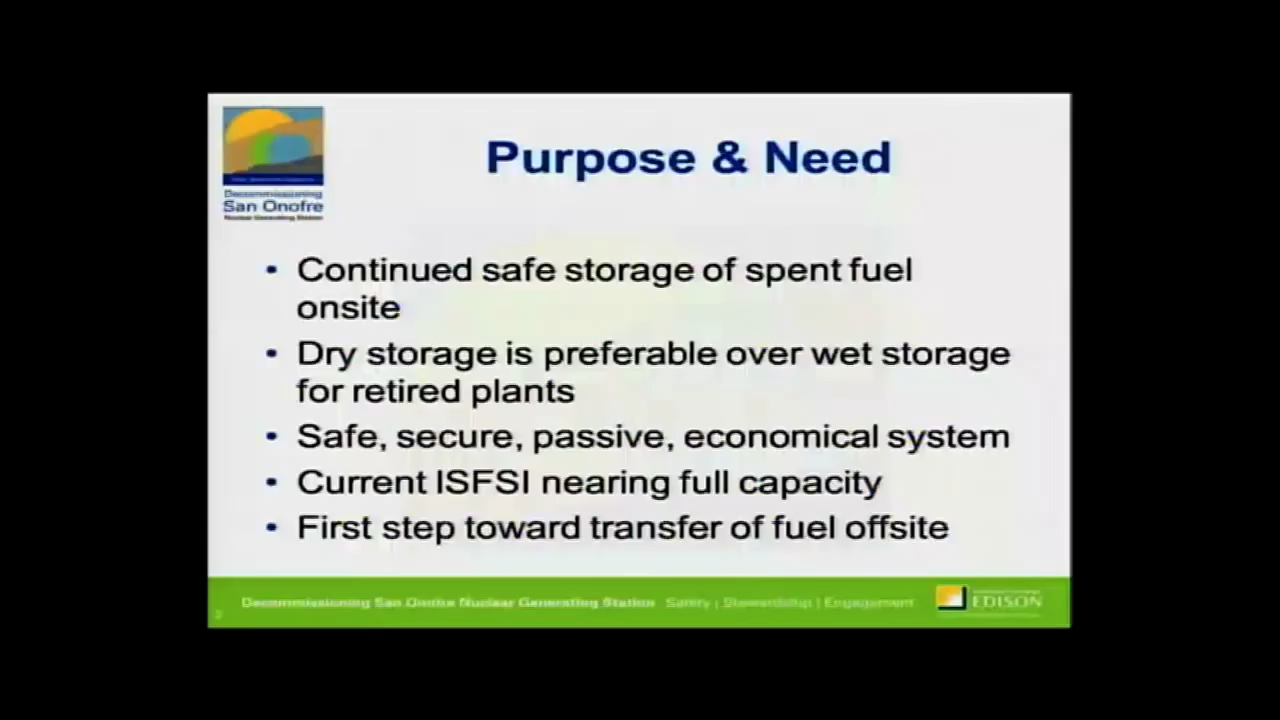 Purpose & Need
Decommissioning
San Onofre
Nuclear Generating Station
• Continued safe storage of spent fuel
onsite
• Dry storage is preferable over wet storage
for retired plants
• Safe, secure, passive, economical system
• Current ISFSI nearing full capacity
• First step toward transfer of fuel offsite
Decommissioning San Onofre Nuclear Generating Station Safety | Stewardship | Engagement
EDISON